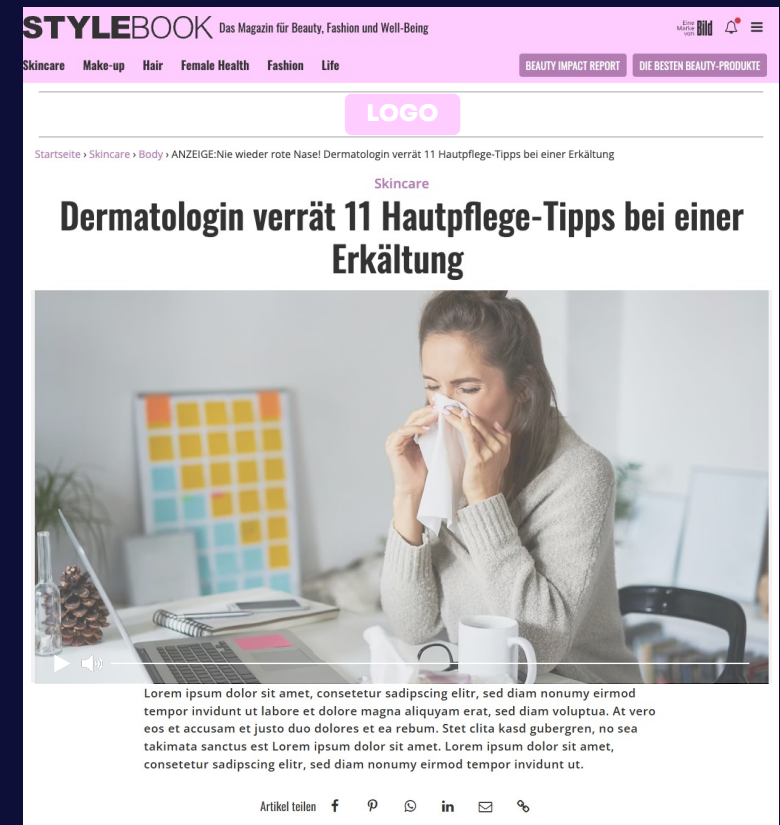 STYLEBOOK Das Magazin für Beauty, Fashion und Well-Being
Eine Marke von Bild
Skincare Make-up Hair Female Health Fashion Life
BEAUTY IMPACT REPORT DIE BESTEN BEAUTY-PRODUKTE
LOGO
Startseite › Skincare › Body › ANZEIGE:Nie wieder rote Nase! Dermatologin verrät 11 Hautpflege-Tipps bei einer Erkältung
Skincare
Dermatologin verrät 11 Hautpflege-Tipps bei einer
Erkältung
Lorem ipsum dolor sit amet, consetetur sadipscing elitr, sed diam nonumy eirmod
tempor invidunt ut labore et dolore magna aliquyam erat, sed diam voluptua. At vero
eos et accusam et justo duo dolores et ea rebum. Stet clita kasd gubergren, no sea
takimata sanctus est Lorem ipsum dolor sit amet. Lorem ipsum dolor sit amet,
consetetur sadipscing elitr, sed diam nonumy eirmod tempor invidunt ut.
Artikel teilen